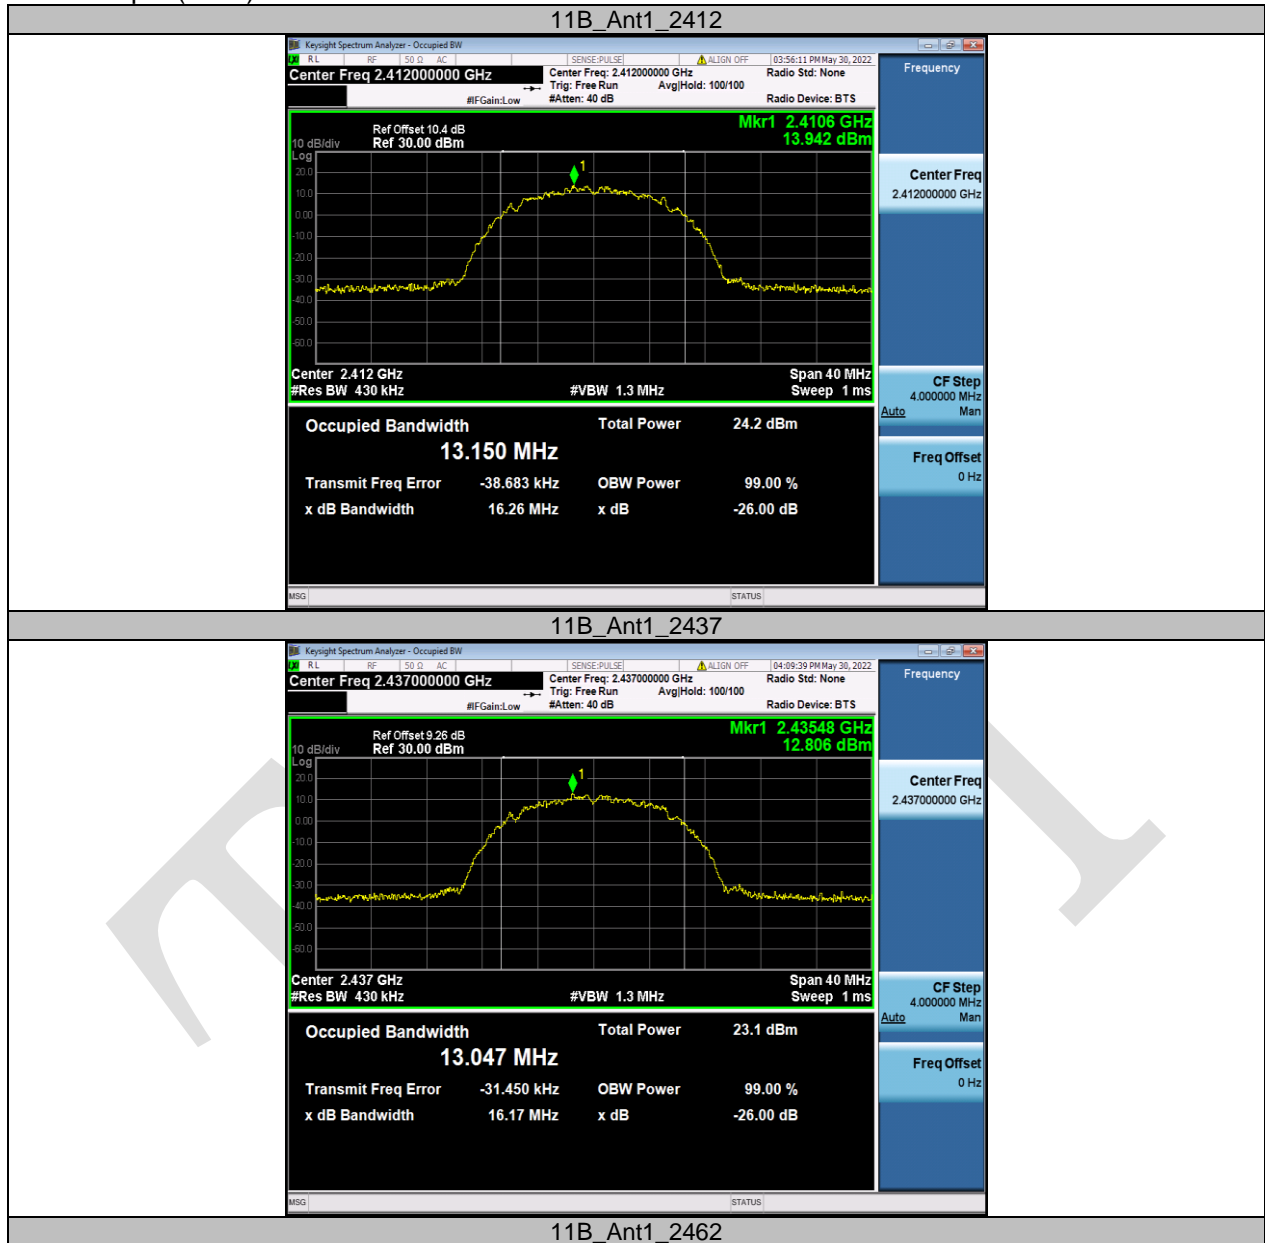 11B_Ant1_2412
Keysight Spectrum Analyzer - Occupied BW
RL RF 50 Ω AC SENSE:PULSE ALIGN OFF 03:56:11 PM May 30, 2022
Center Freq 2.412000000 GHz
Center Freq: 2.412000000 GHz Radio Std: None
Trig: Free Run Avg|Hold: 100/100
#IFGain:Low #Atten: 40 dB Radio Device: BTS
Frequency
Mkr1 2.4106 GHz
13.942 dBm
Ref Offset 10.4 dB
10 dB/div Ref 30.00 dBm
Log
20.0
10.0
0.00
-10.0
-20.0
-30.0
-40.0
-50.0
-60.0
1
Center 2.412 GHz Span 40 MHz
#Res BW 430 kHz #VBW 1.3 MHz Sweep 1 ms
Center Freq
2.412000000 GHz
CF Step
4.000000 MHz
Auto Man
Freq Offset
0 Hz
Occupied Bandwidth Total Power 24.2 dBm
13.150 MHz
Transmit Freq Error -38.683 kHz OBW Power 99.00 %
x dB Bandwidth 16.26 MHz x dB -26.00 dB
MSG STATUS
11B_Ant1_2437
Keysight Spectrum Analyzer - Occupied BW
RL RF 50 Ω AC SENSE:PULSE ALIGN OFF 04:09:39 PM May 30, 2022
Center Freq 2.437000000 GHz
Center Freq: 2.437000000 GHz Radio Std: None
Trig: Free Run Avg|Hold: 100/100
#IFGain:Low #Atten: 40 dB Radio Device: BTS
Frequency
Mkr1 2.43548 GHz
12.806 dBm
Ref Offset 9.26 dB
10 dB/div Ref 30.00 dBm
Log
20.0
10.0
0.00
-10.0
-20.0
-30.0
-40.0
-50.0
-60.0
1
Center 2.437 GHz Span 40 MHz
#Res BW 430 kHz #VBW 1.3 MHz Sweep 1 ms
Center Freq
2.437000000 GHz
CF Step
4.000000 MHz
Auto Man
Freq Offset
0 Hz
Occupied Bandwidth Total Power 23.1 dBm
13.047 MHz
Transmit Freq Error -31.450 kHz OBW Power 99.00 %
x dB Bandwidth 16.17 MHz x dB -26.00 dB
MSG STATUS
11B_Ant1_2462